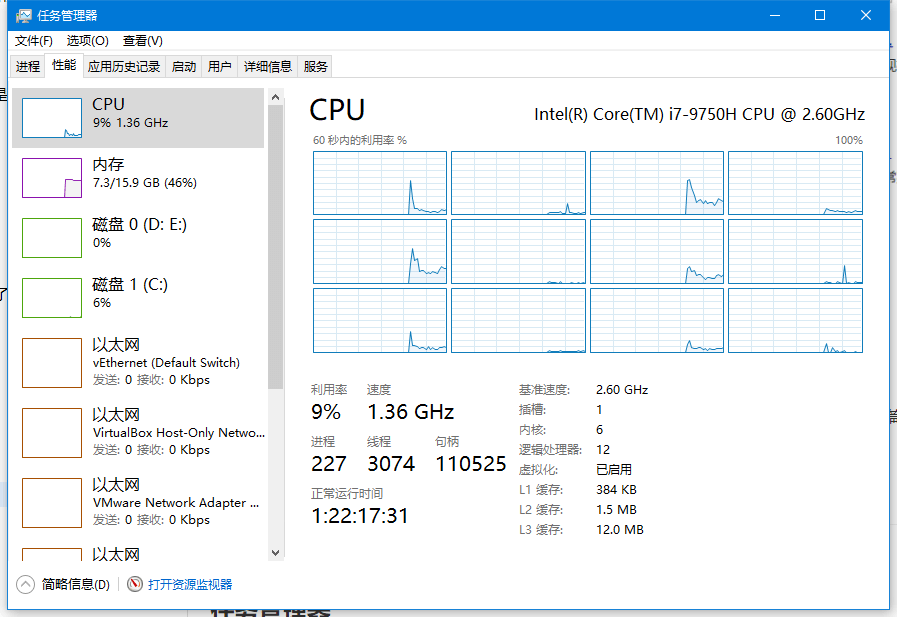 任务管理器
文件(F) 选项(O) 查看(V)
进程 性能 应用历史记录 启动 用户 详细信息 服务
CPU
9% 1.36 GHz
内存
7.3/15.9 GB (46%)
磁盘 0 (D: E:)
0%
磁盘 1 (C:)
6%
以太网
vEthernet (Default Switch)
发送: 0 接收: 0 Kbps
以太网
VirtualBox Host-Only Netwo...
发送: 0 接收: 0 Kbps
以太网
VMware Network Adapter ...
发送: 0 接收: 0 Kbps
以太网
CPU
Intel(R) Core(TM) i7-9750H CPU @ 2.60GHz
60 秒内的利用率 % 100%
利用率 速度
9% 1.36 GHz
进程 线程 句柄
227 3074 110525
正常运行时间
1:22:17:31
基准速度: 2.60 GHz
插槽: 1
内核: 6
逻辑处理器: 12
虚拟化: 已启用
L1 缓存: 384 KB
L2 缓存: 1.5 MB
L3 缓存: 12.0 MB
简略信息(D) 打开资源监视器
任务管理器